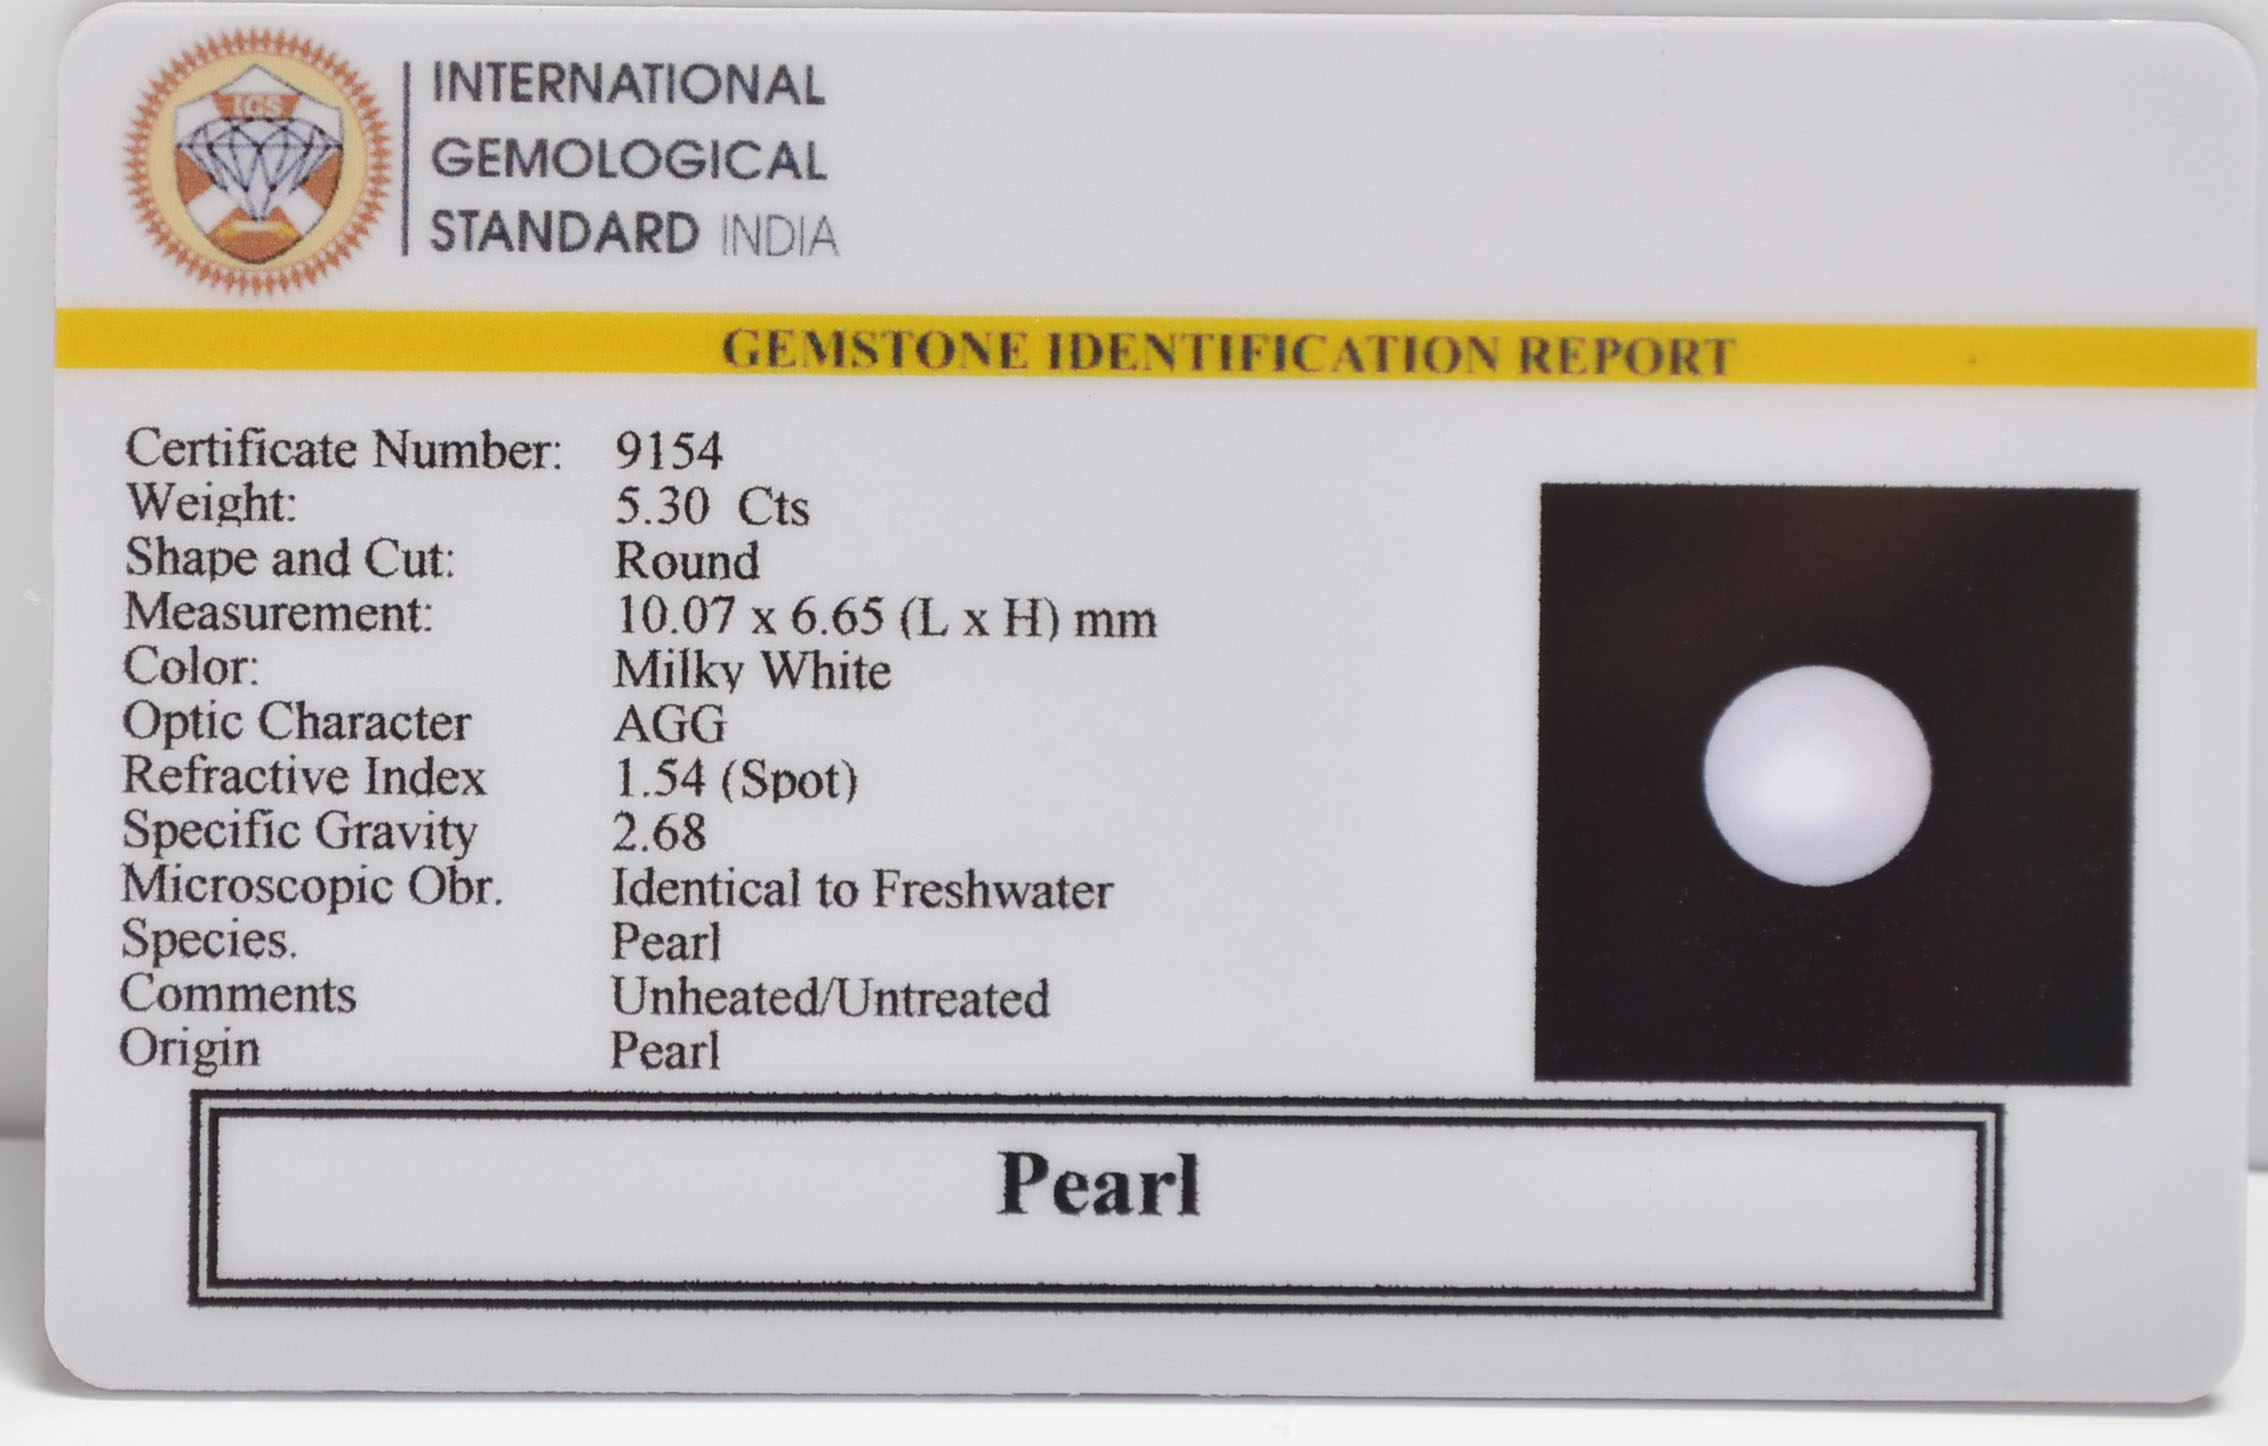 IGS
INTERNATIONAL
GEMOLOGICAL
STANDARD INDIA
GEMSTONE IDENTIFICATION REPORT
Certificate Number: 9154
Weight: 5.30 Cts
Shape and Cut: Round
Measurement: 10.07 x 6.65 (L x H) mm
Color: Milky White
Optic Character AGG
Refractive Index 1.54 (Spot)
Specific Gravity 2.68
Microscopic Obr. Identical to Freshwater
Species. Pearl
Comments Unheated/Untreated
Origin Pearl
Pearl